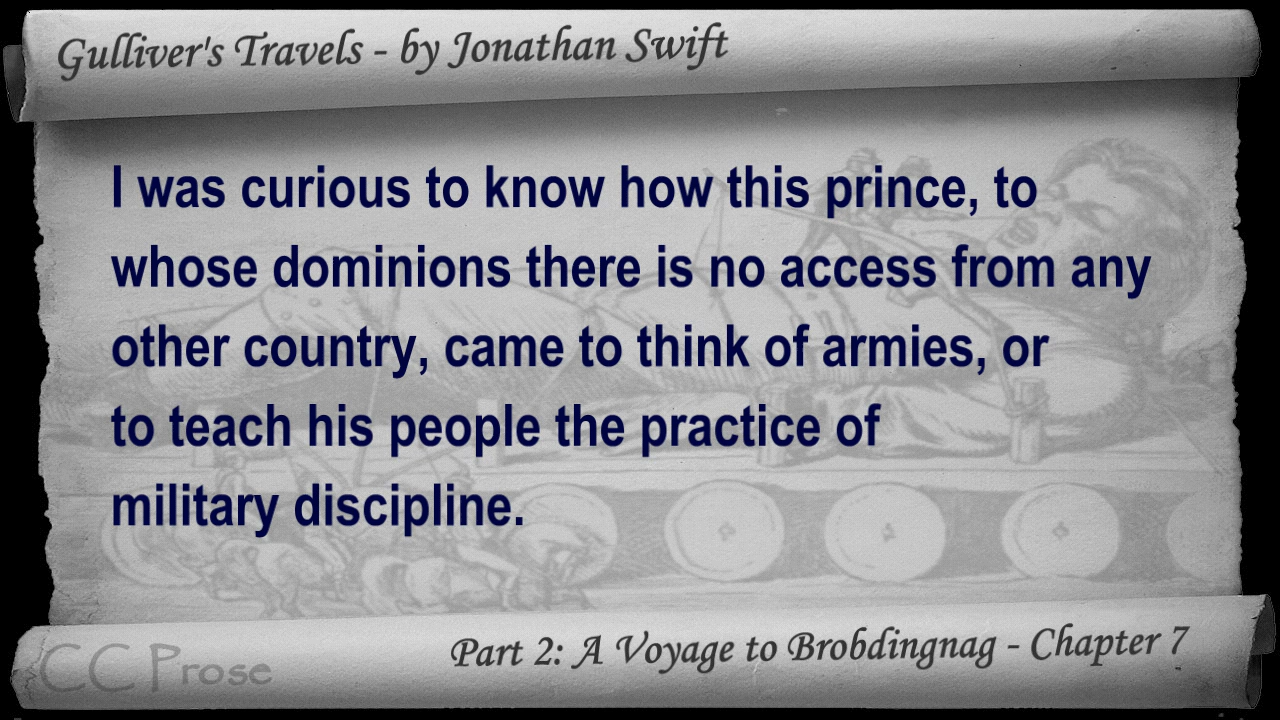 Gulliver's Travels - by Jonathan Swift
I was curious to know how this prince, to
whose dominions there is no access from any
other country, came to think of armies, or
to teach his people the practice of
military discipline.
Part 2: A Voyage to Brobdingnag - Chapter 7
CC Prose